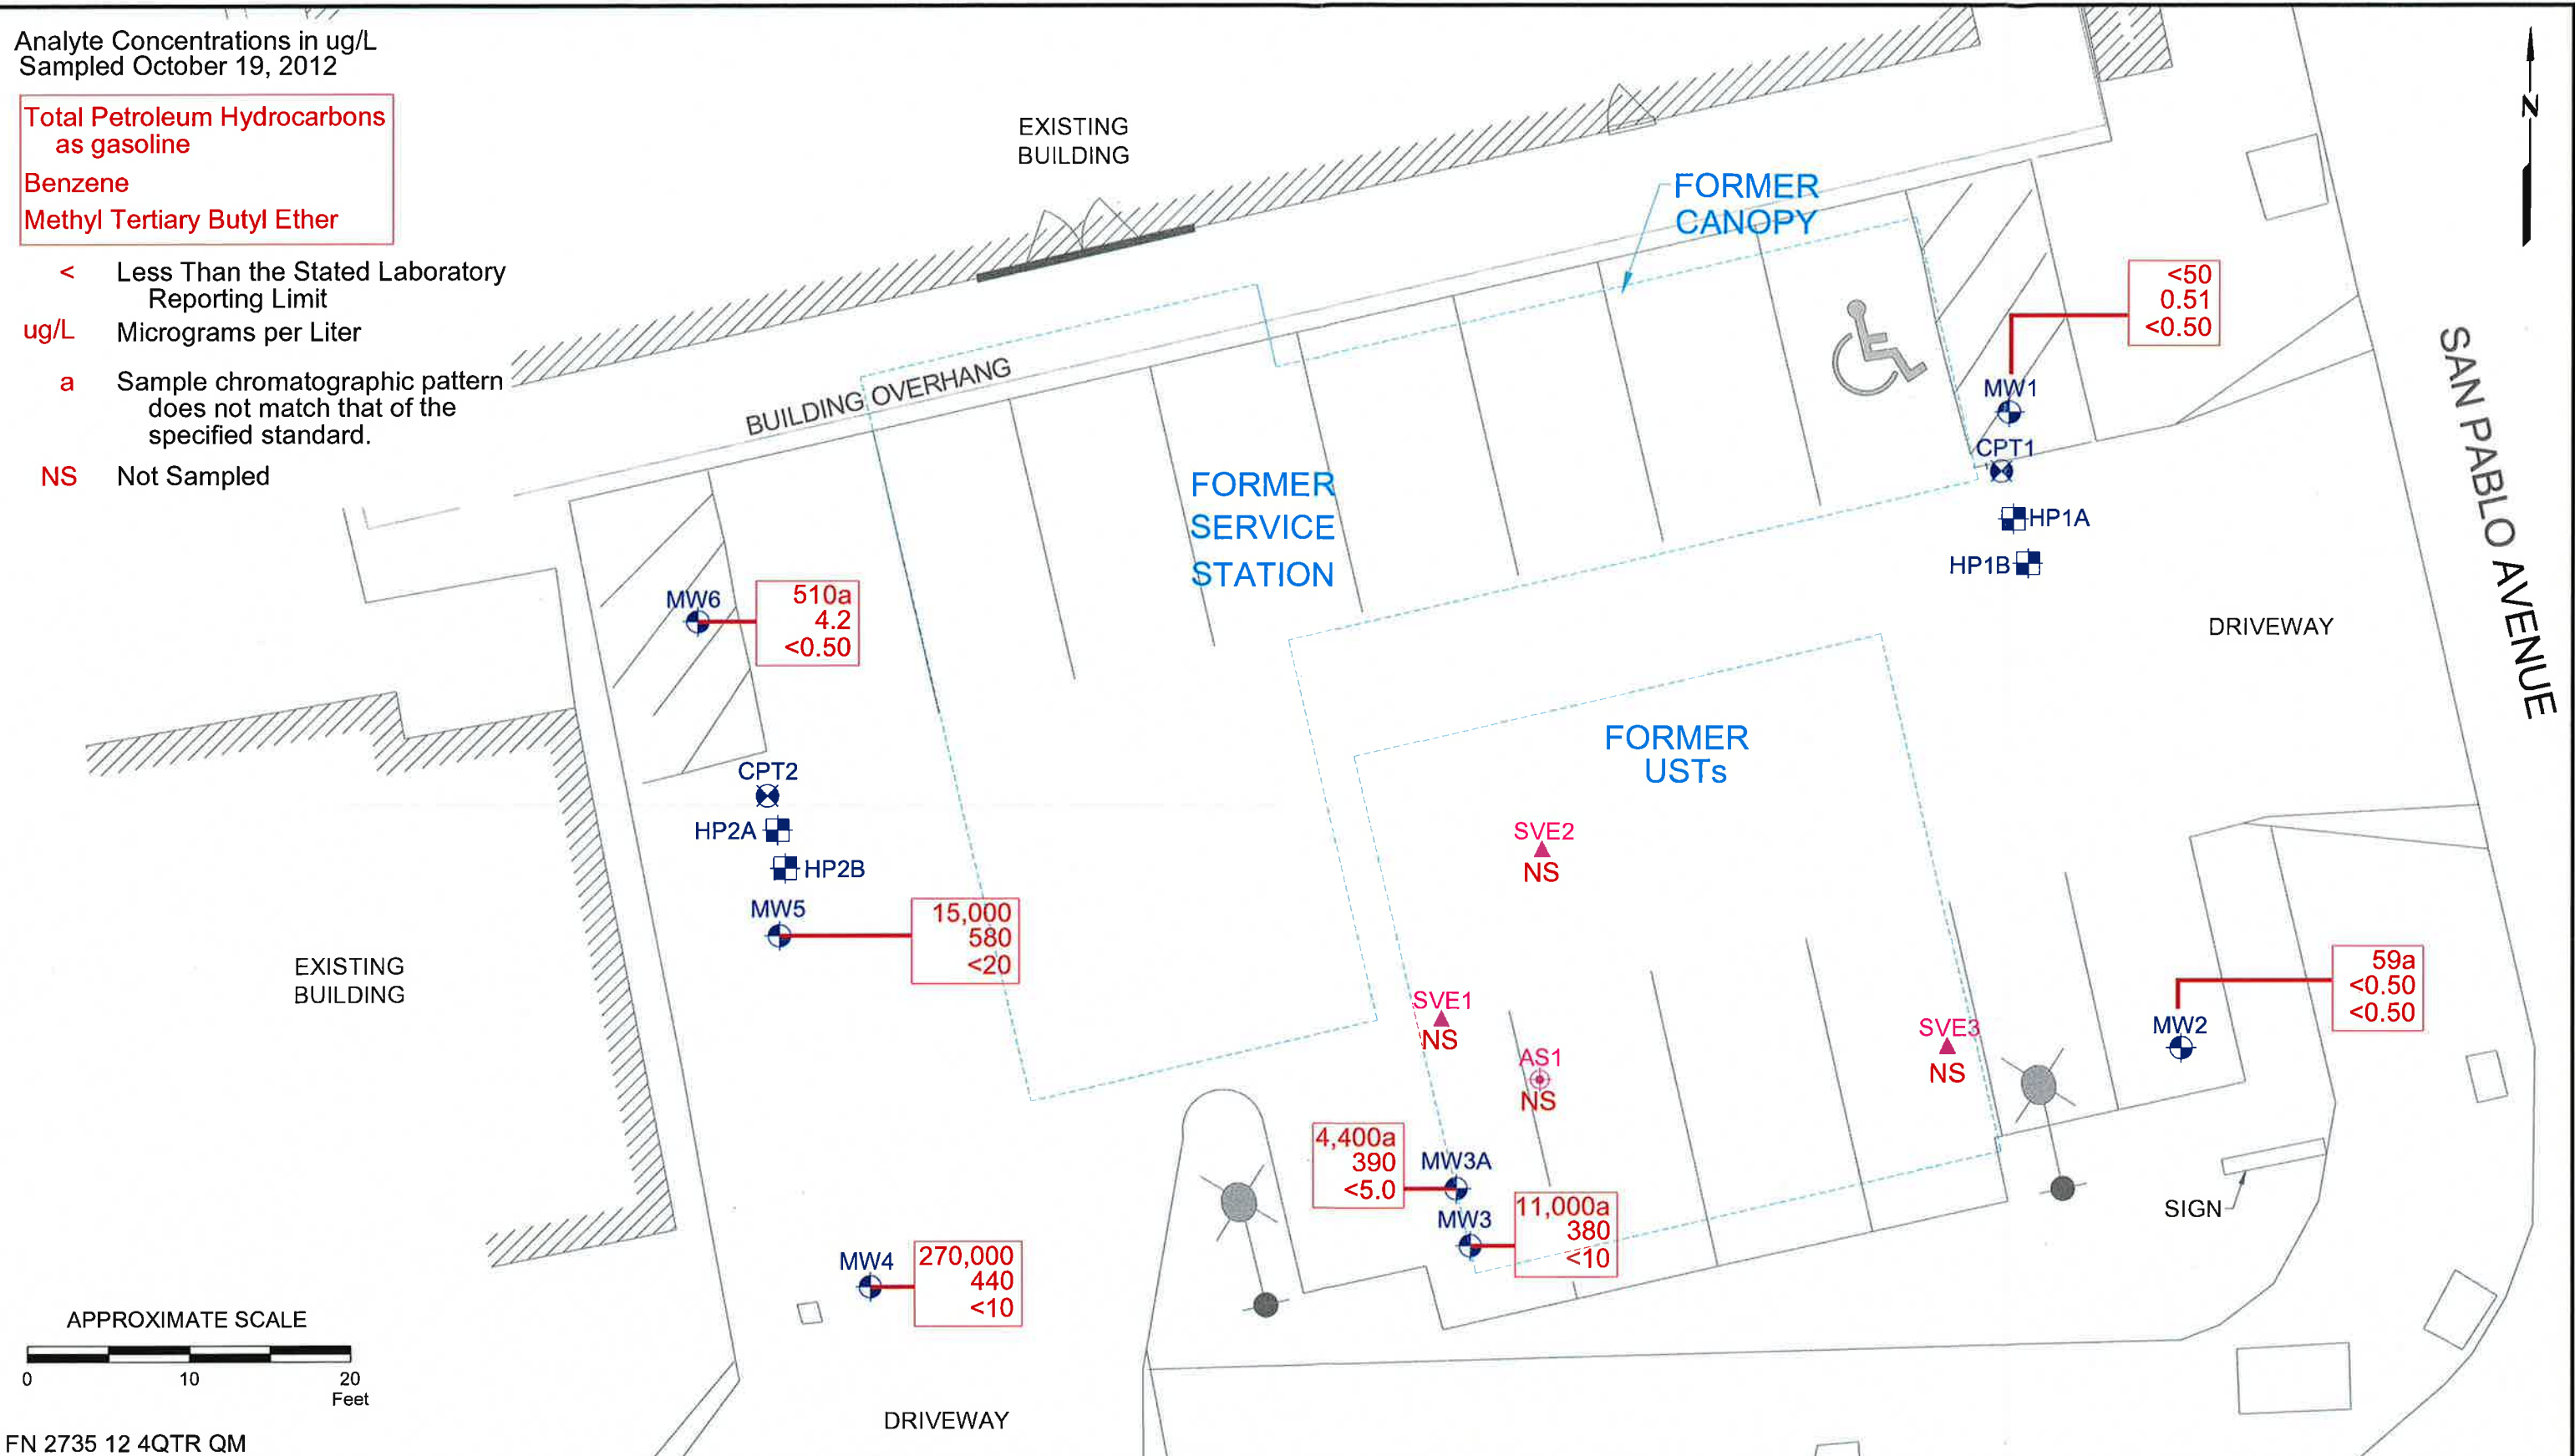 Analyte Concentrations in ug/L
Sampled October 19, 2012
Total Petroleum Hydrocarbons
as gasoline
Benzene
Methyl Tertiary Butyl Ether
< Less Than the Stated Laboratory
Reporting Limit
ug/L Micrograms per Liter
a Sample chromatographic pattern
does not match that of the
specified standard.
NS Not Sampled
EXISTING
BUILDING
FORMER
CANOPY
N
BUILDING OVERHANG
<50
0.51
<0.50
MW1
CPT1
HP1A
HP1B
SAN PABLO AVENUE
DRIVEWAY
FORMER
SERVICE
STATION
MW6
510a
4.2
<0.50
FORMER
USTs
CPT2
HP2A
HP2B
MW5
15,000
580
<20
SVE2
NS
EXISTING
BUILDING
SVE1
NS
AS1
NS
SVE3
NS
59a
<0.50
<0.50
MW2
4,400a
390
<5.0
MW3A
MW3
11,000a
380
<10
SIGN
MW4
270,000
440
<10
APPROXIMATE SCALE
0 10 20
Feet
DRIVEWAY
FN 2735 12 4QTR QM